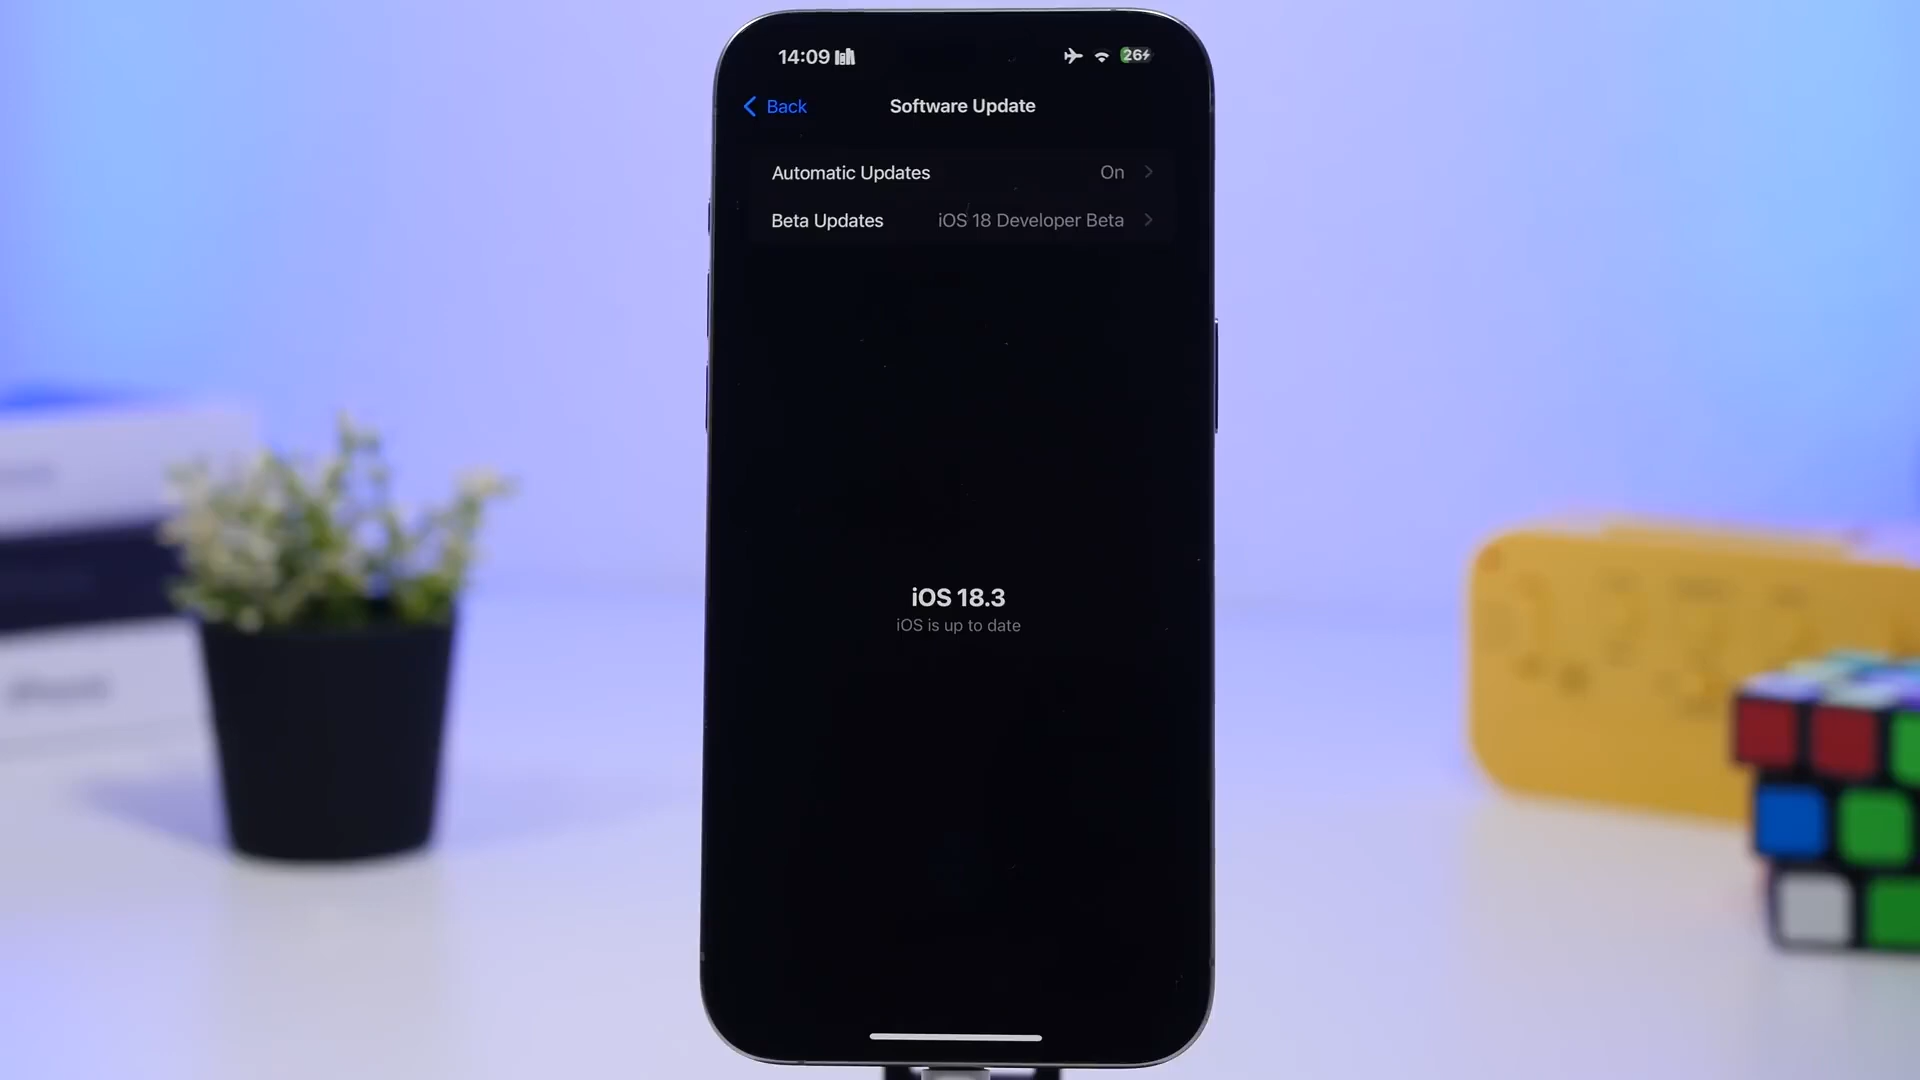 14:09
26
Back
Software Update
Automatic Updates On
Beta Updates iOS 18 Developer Beta
iOS 18.3
iOS is up to date